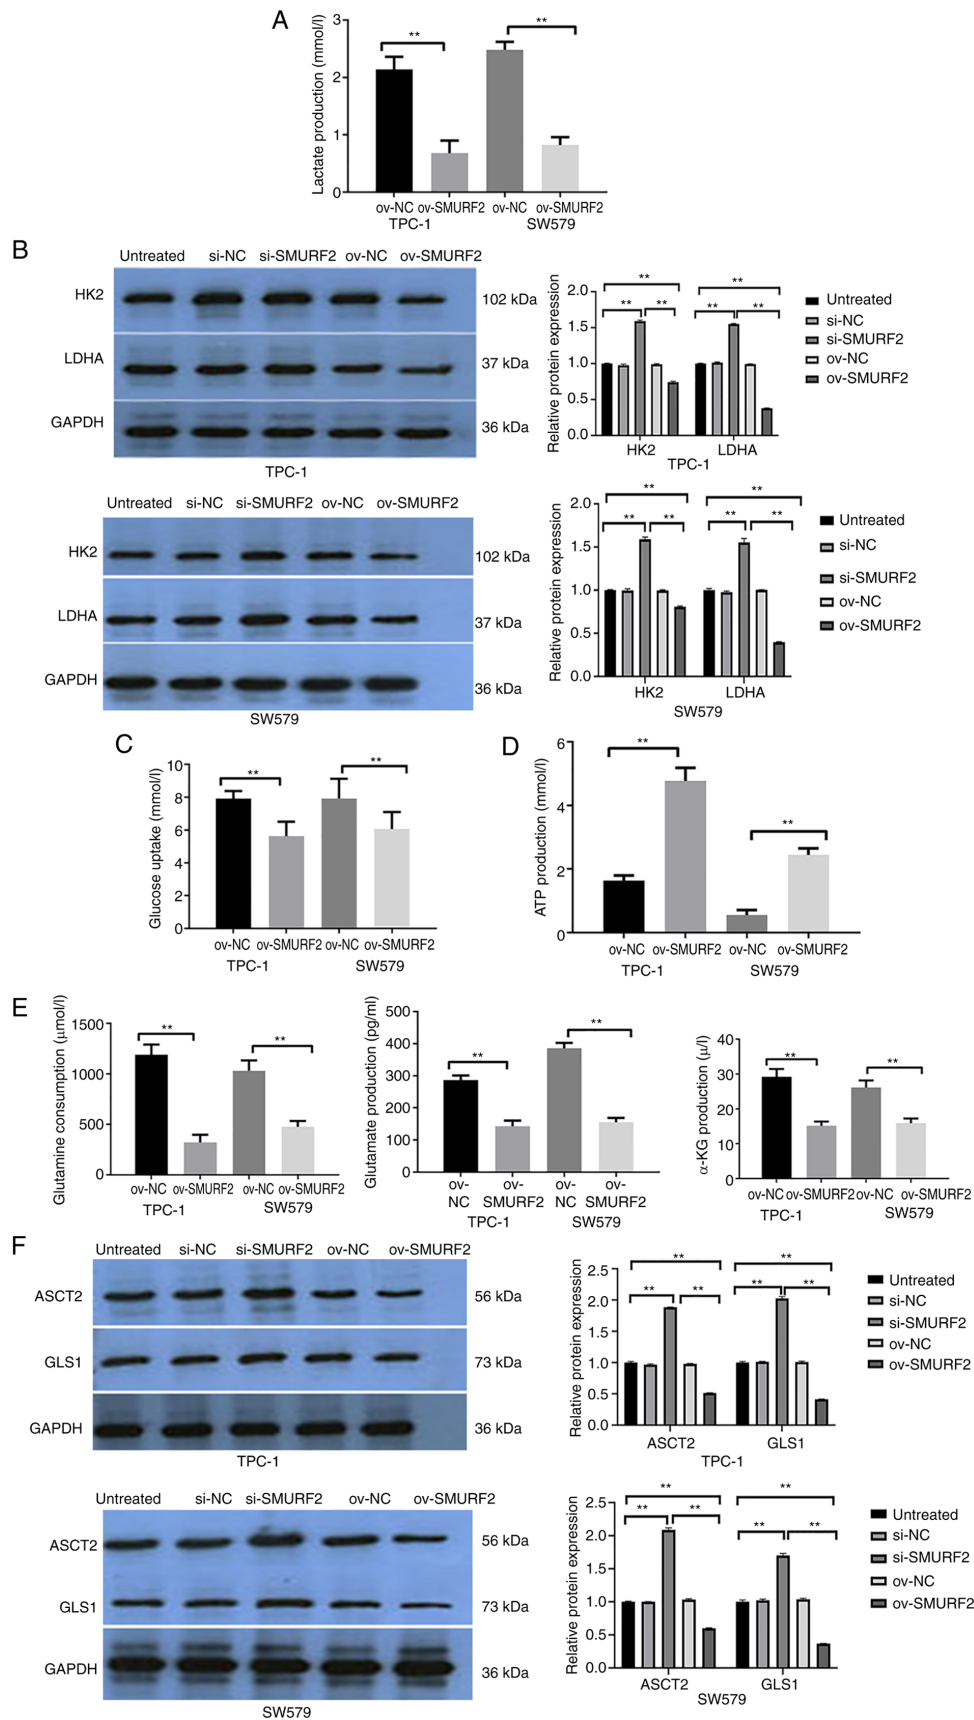 A
Lactate production (mmol/l)
3
2
1
0
** **
ov-NC ov-SMURF2 ov-NC ov-SMURF2
TPC-1 SW579
B
Untreated si-NC si-SMURF2 ov-NC ov-SMURF2
HK2 102 kDa
LDHA 37 kDa
GAPDH 36 kDa
TPC-1
Relative protein expression
2.0
1.5
1.0
0.5
0.0
** **
** ** ** **
HK2 LDHA
TPC-1
Untreated
si-NC
si-SMURF2
ov-NC
ov-SMURF2
Untreated si-NC si-SMURF2 ov-NC ov-SMURF2
HK2 102 kDa
LDHA 37 kDa
GAPDH 36 kDa
SW579
Relative protein expression
2.0
1.5
1.0
0.5
0.0
** **
** ** ** **
HK2 LDHA
SW579
Untreated
si-NC
si-SMURF2
ov-NC
ov-SMURF2
C
Glucose uptake (mmol/l)
10
8
6
4
2
0
** **
ov-NC ov-SMURF2 ov-NC ov-SMURF2
TPC-1 SW579
D
ATP production (mmol/l)
6
4
2
0
** **
ov-NC ov-SMURF2 ov-NC ov-SMURF2
TPC-1 SW579
E
Glutamine consumption (μmol/l)
1500
1000
500
0
** **
ov-NC ov-SMURF2 ov-NC ov-SMURF2
TPC-1 SW579
Glutamate production (pg/ml)
500
400
300
200
100
0
** **
ov- ov- ov- ov-
NC SMURF2 NC SMURF2
TPC-1 SW579
α-KG production (μ/l)
40
30
20
10
0
** **
ov-NC ov-SMURF2 ov-NC ov-SMURF2
TPC-1 SW579
F
Untreated si-NC si-SMURF2 ov-NC ov-SMURF2
ASCT2 56 kDa
GLS1 73 kDa
GAPDH 36 kDa
TPC-1
Relative protein expression
2.5
2.0
1.5
1.0
0.5
0.0
** **
** ** ** **
ASCT2 GLS1
TPC-1
Untreated
si-NC
si-SMURF2
ov-NC
ov-SMURF2
Untreated si-NC si-SMURF2 ov-NC ov-SMURF2
ASCT2 56 kDa
GLS1 73 kDa
GAPDH 36 kDa
SW579
Relative protein expression
2.5
2.0
1.5
1.0
0.5
0.0
** **
** ** ** **
ASCT2 GLS1
SW579
Untreated
si-NC
si-SMURF2
ov-NC
ov-SMURF2